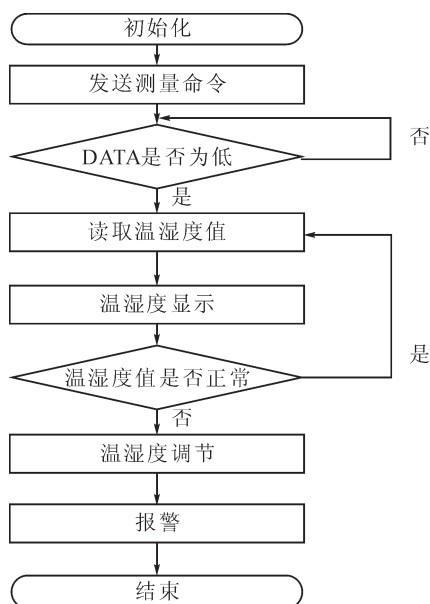 初始化
发送测量命令
否
DATA是否为低
是
读取温湿度值
温湿度显示
是
温湿度值是否正常
否
温湿度调节
报警
结束